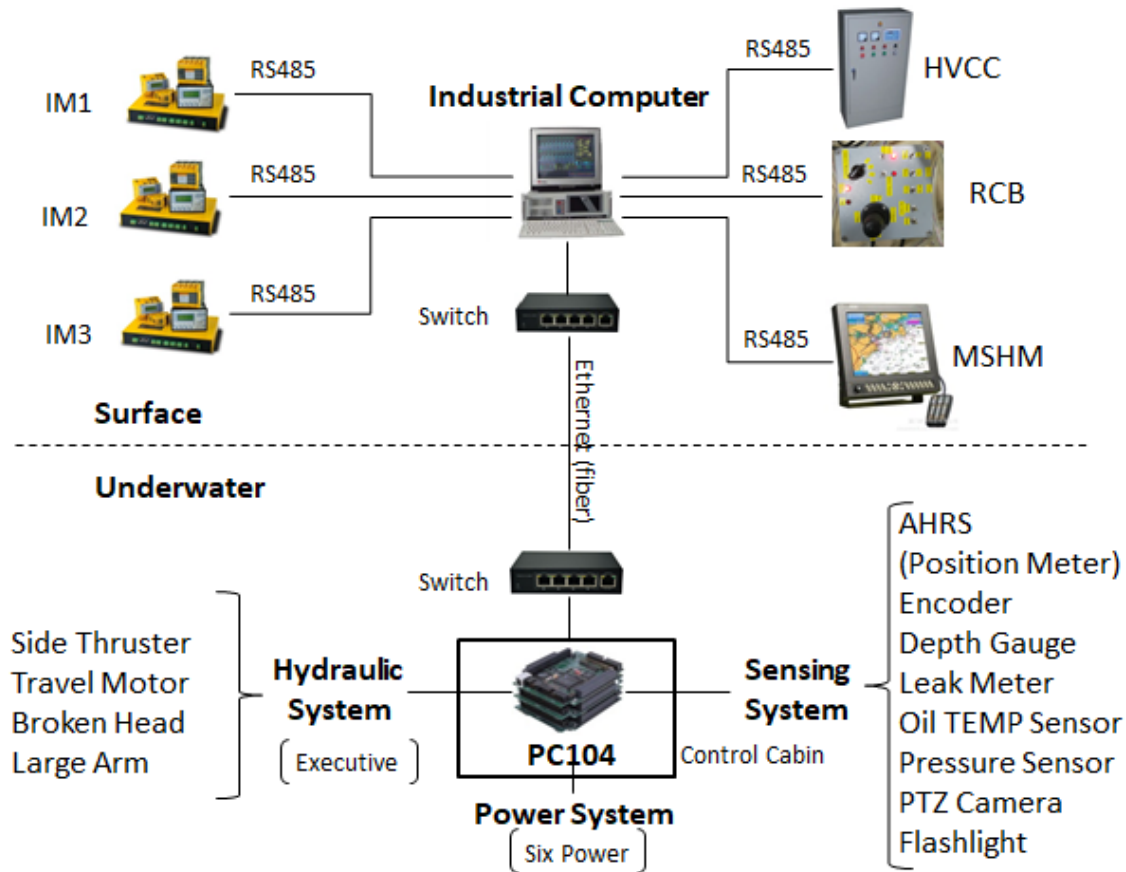 IM1
RS485
Industrial Computer
RS485
HVCC
IM2
RS485
RS485
RCB
IM3
RS485
Switch
RS485
MSHM
Surface
Ethernet (fiber)
Underwater
Switch
Side Thruster
Travel Motor
Broken Head
Large Arm
Hydraulic
System
Executive
PC104
Control Cabin
Power System
Six Power
Sensing
System
AHRS
(Position Meter)
Encoder
Depth Gauge
Leak Meter
Oil TEMP Sensor
Pressure Sensor
PTZ Camera
Flashlight